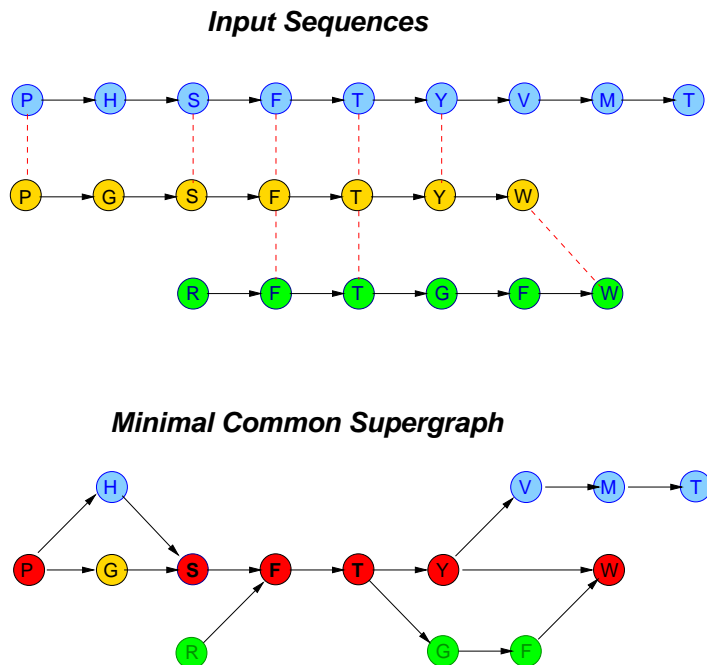 Input Sequences
P H S F T Y V M T
P G S F T Y W
R F T G F W
Minimal Common Supergraph
H V M T
P G S F T Y W
R G F